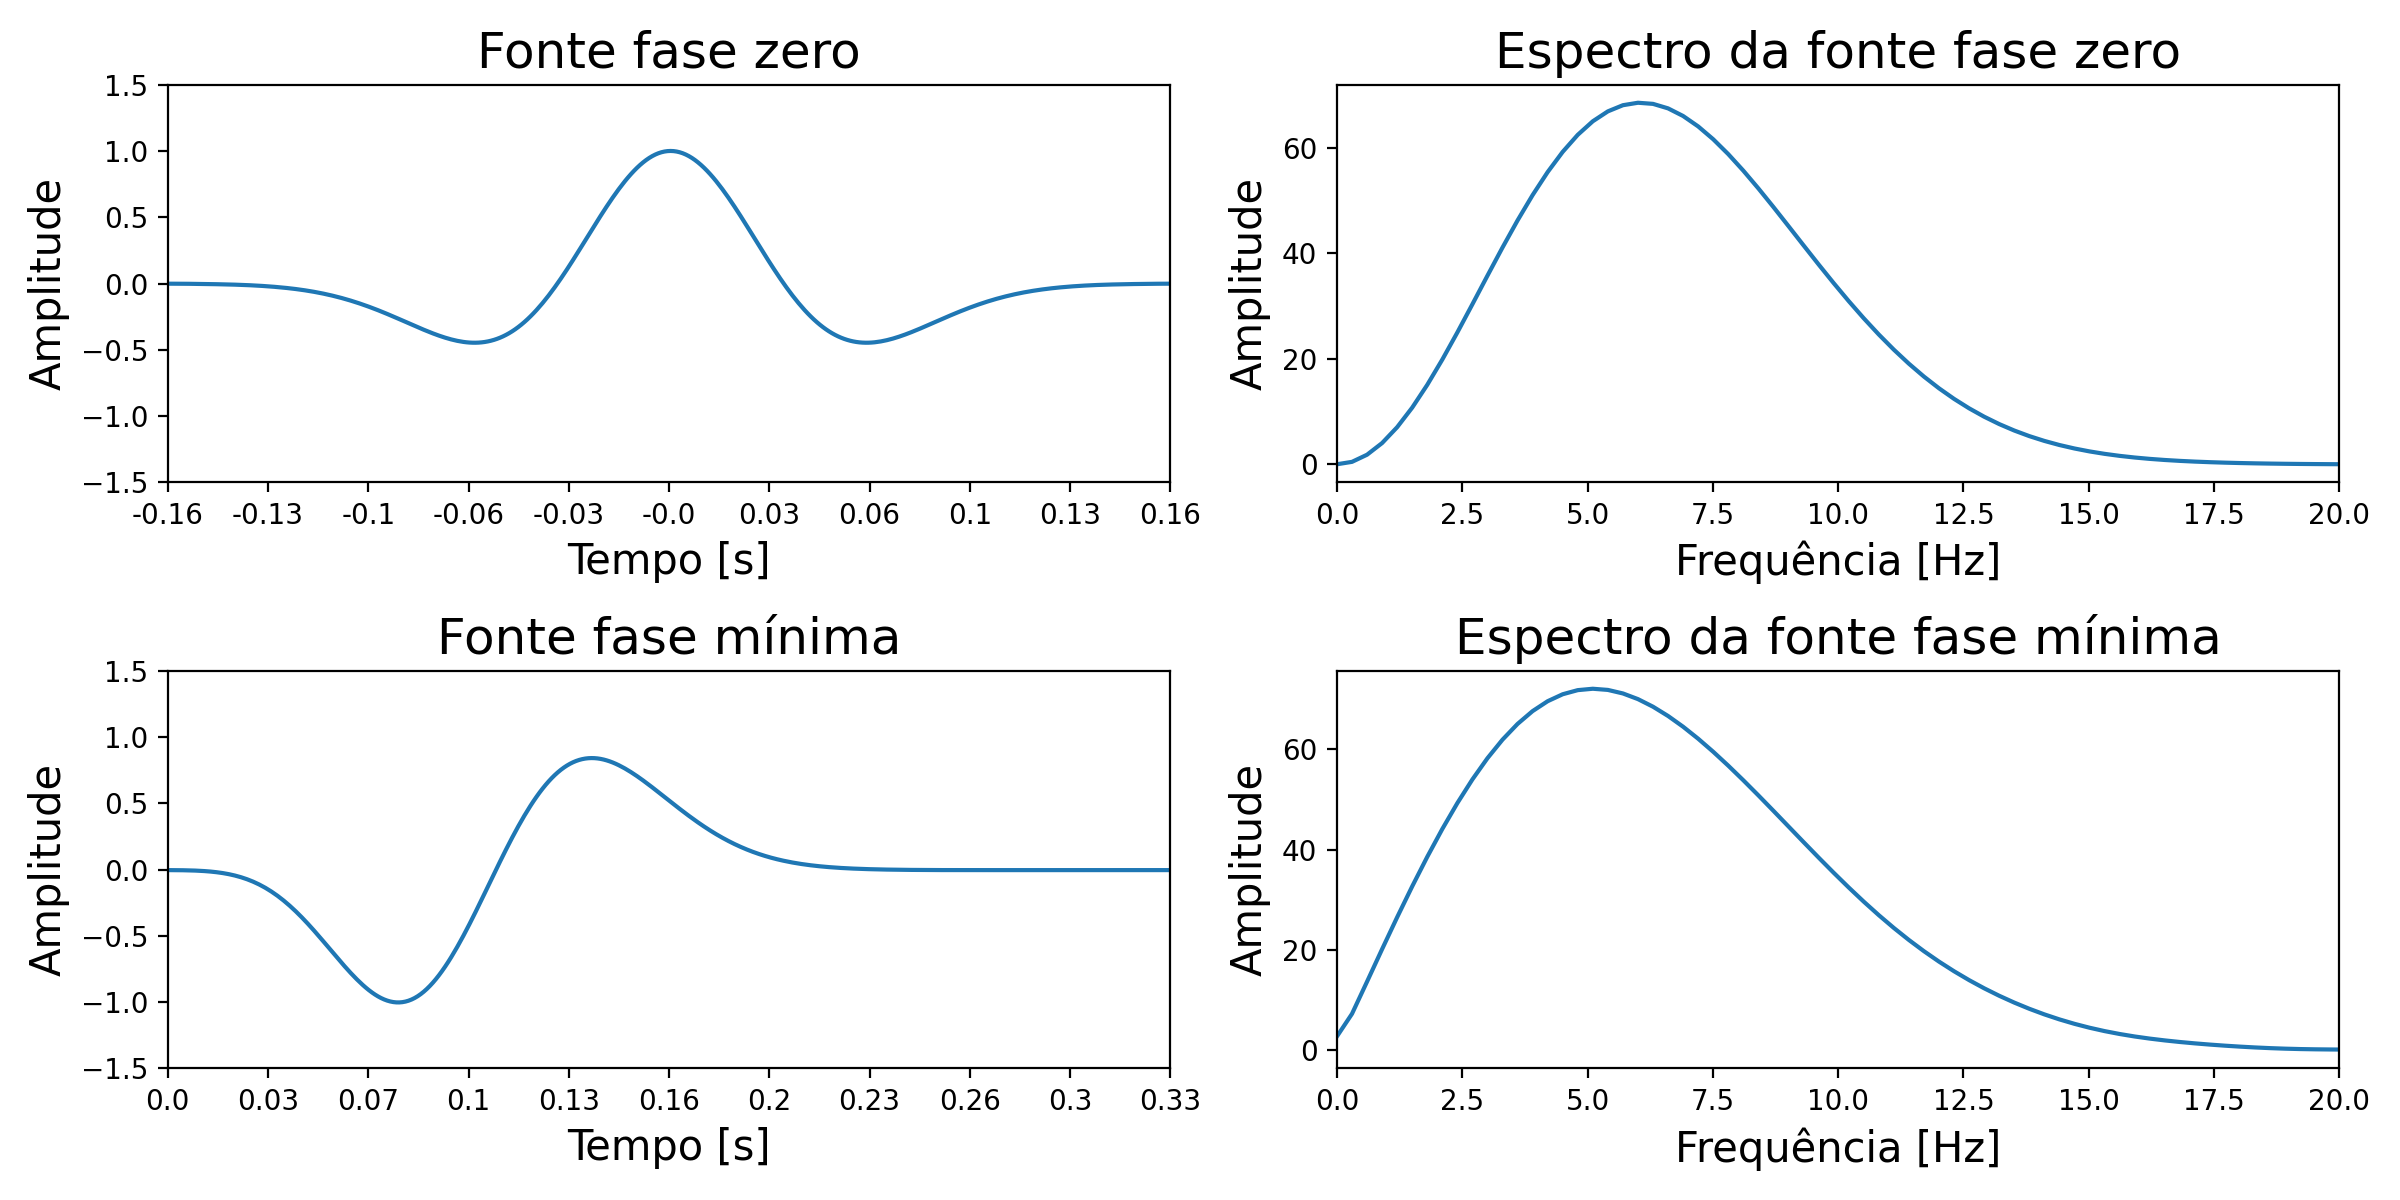 Fonte fase zero
Amplitude
1.5
1.0
0.5
0.0
−0.5
−1.0
−1.5
-0.16 -0.13 -0.1 -0.06 -0.03 -0.0 0.03 0.06 0.1 0.13 0.16
Tempo [s]
Espectro da fonte fase zero
Amplitude
60
40
20
0
0.0 2.5 5.0 7.5 10.0 12.5 15.0 17.5 20.0
Frequência [Hz]
Fonte fase mínima
Amplitude
1.5
1.0
0.5
0.0
−0.5
−1.0
−1.5
0.0 0.03 0.07 0.1 0.13 0.16 0.2 0.23 0.26 0.3 0.33
Tempo [s]
Espectro da fonte fase mínima
Amplitude
60
40
20
0
0.0 2.5 5.0 7.5 10.0 12.5 15.0 17.5 20.0
Frequência [Hz]